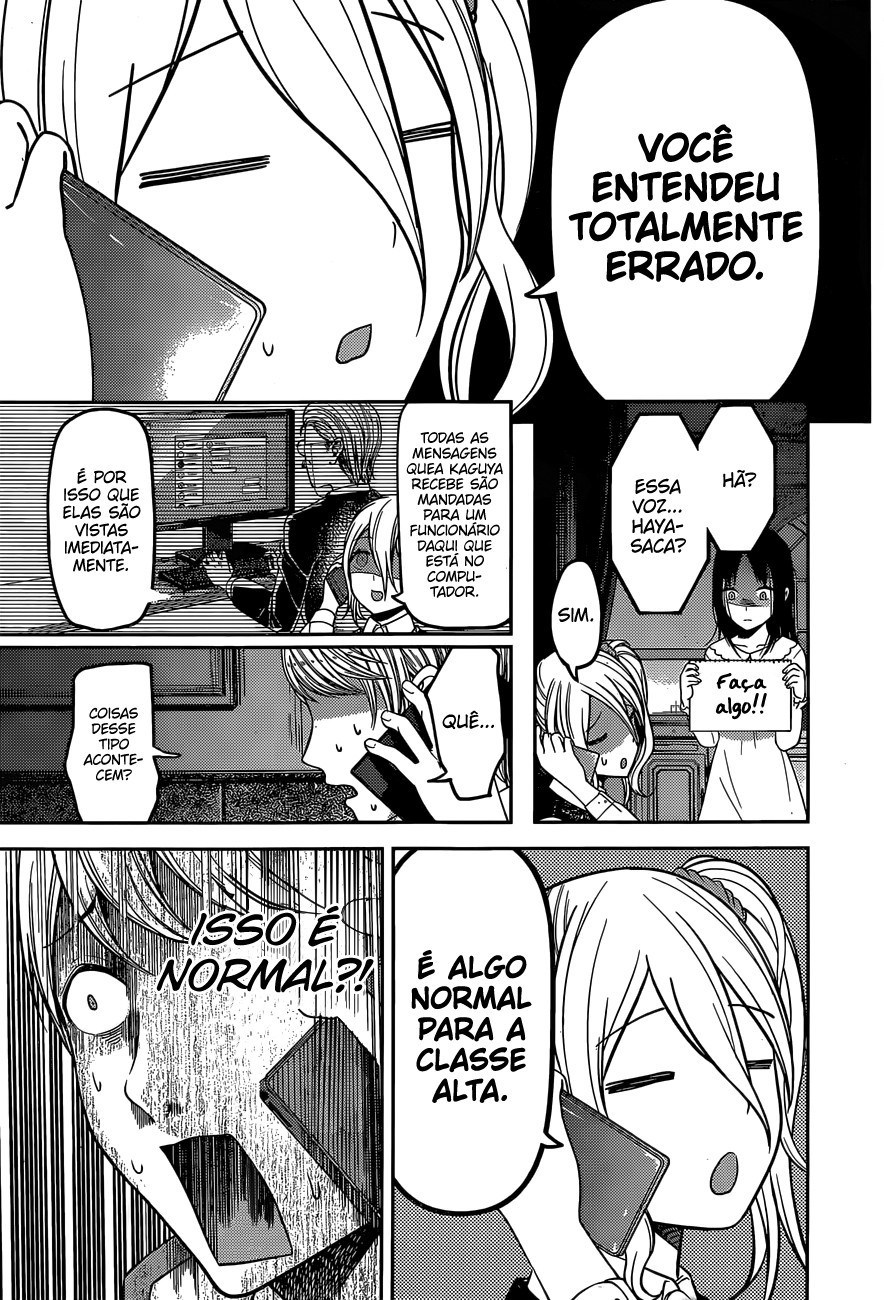 VOCÊ
ENTENDEU
TOTALMENTE
ERRADO.
HÃ?
ESSA
VOZ...
HAYA-
SACA?
SIM.
Faça
algo!!
TODAS AS
MENSAGENS
QUEA KAGUYA
RECEBE SÃO
MANDADAS
PARA UM
FUNCIONÁRIO
DAQUI QUE
ESTÁ NO
COMPU-
TADOR.
É POR
ISSO QUE
ELAS SÃO
VISTAS
IMEDIATA-
MENTE.
QUÊ...
COISAS
DESSE
TIPO
ACONTE-
CEM?
É ALGO
NORMAL
PARA A
CLASSE
ALTA.
ISSO É
NORMAL?!